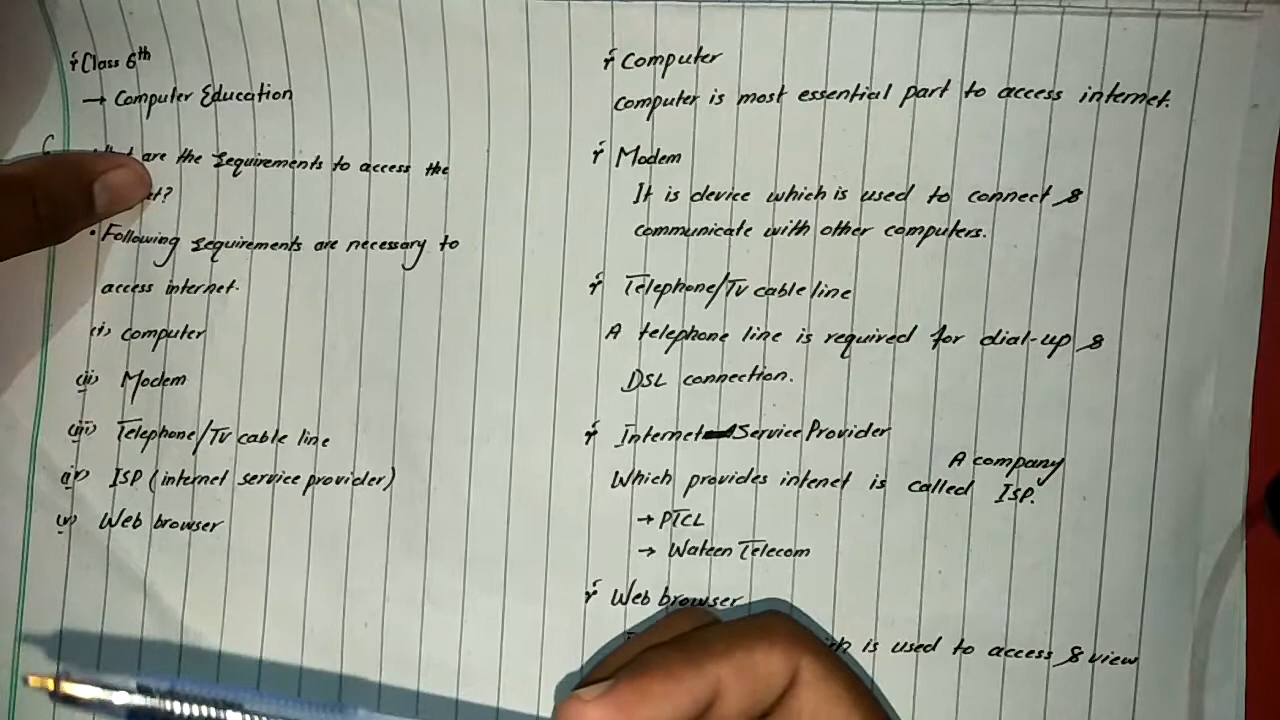 Class 6th
→ Computer Education
are the requirements to access the
?
• Following requirements are necessary to
access internet.
(i) Computer
(ii) Modem
(iii) Telephone/Tv cable line
(iv) ISP (internet service provider)
(v) Web browser
Computer
Computer is most essential part to access internet.
Modem
It is device which is used to connect &
communicate with other computers.
Telephone/Tv cable line
A telephone line is required for dial-up &
DSL connection.
Internet Service Provider
A company
Which provides intenet is called ISP.
→ PTCL
→ Wateen Telecom
Web browser
is used to access & view